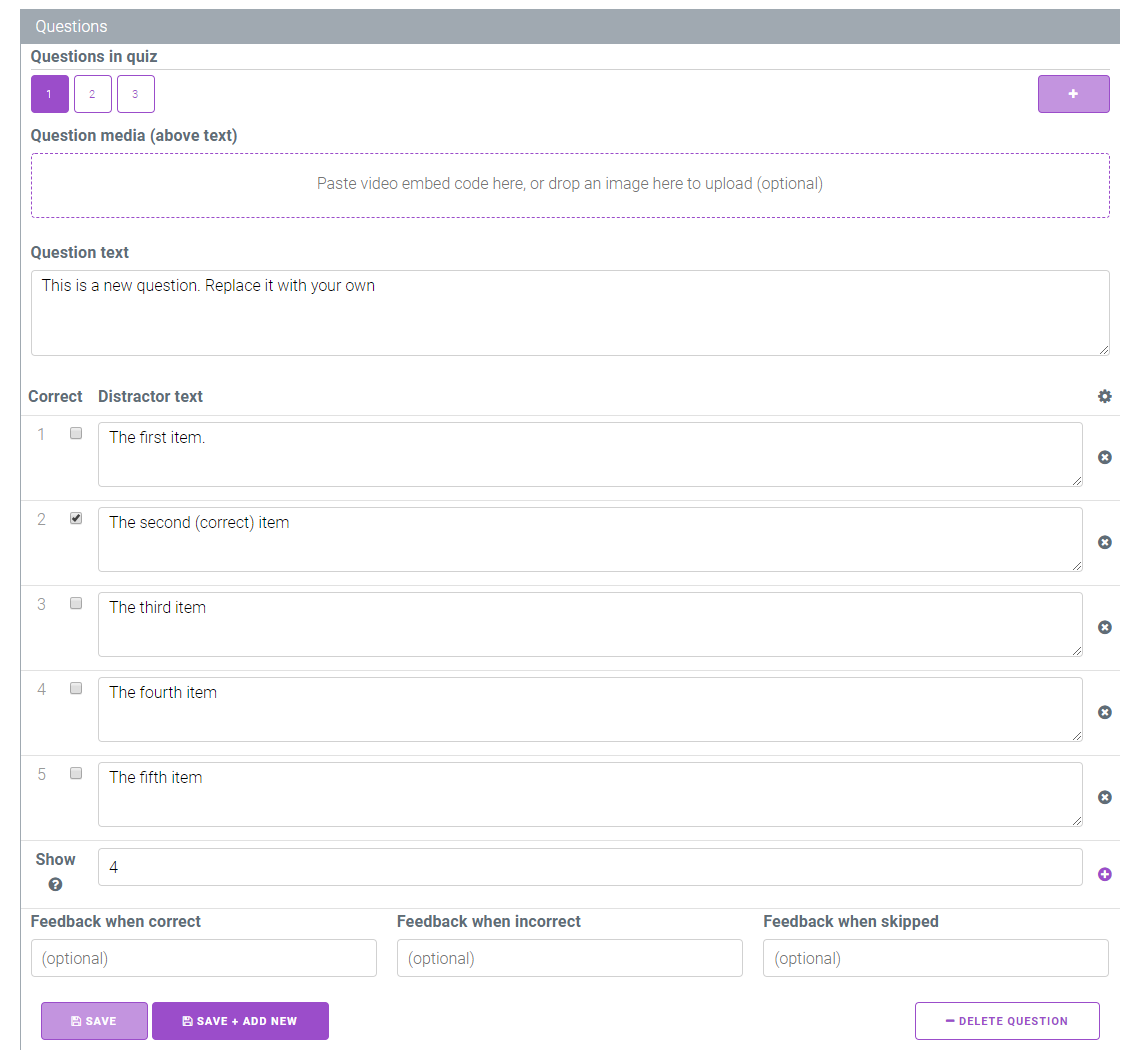 Questions
Questions in quiz
1 2 3 +
Question media (above text)
Paste video embed code here, or drop an image here to upload (optional)
Question text
This is a new question. Replace it with your own
Correct Distractor text
1 The first item.
2 The second (correct) item
3 The third item
4 The fourth item
5 The fifth item
Show 4
?
Feedback when correct Feedback when incorrect Feedback when skipped
(optional) (optional) (optional)
SAVE SAVE + ADD NEW DELETE QUESTION